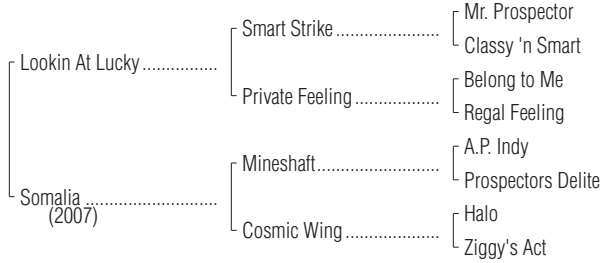 Mr. Prospector
Smart Strike ...................
Classy 'n Smart
Lookin At Lucky ..............
Belong to Me
Private Feeling ................
Regal Feeling
A.P. Indy
Mineshaft.......................
Prospectors Delite
Somalia ........................
(2007)
Halo
Cosmic Wing ..................
Ziggy's Act